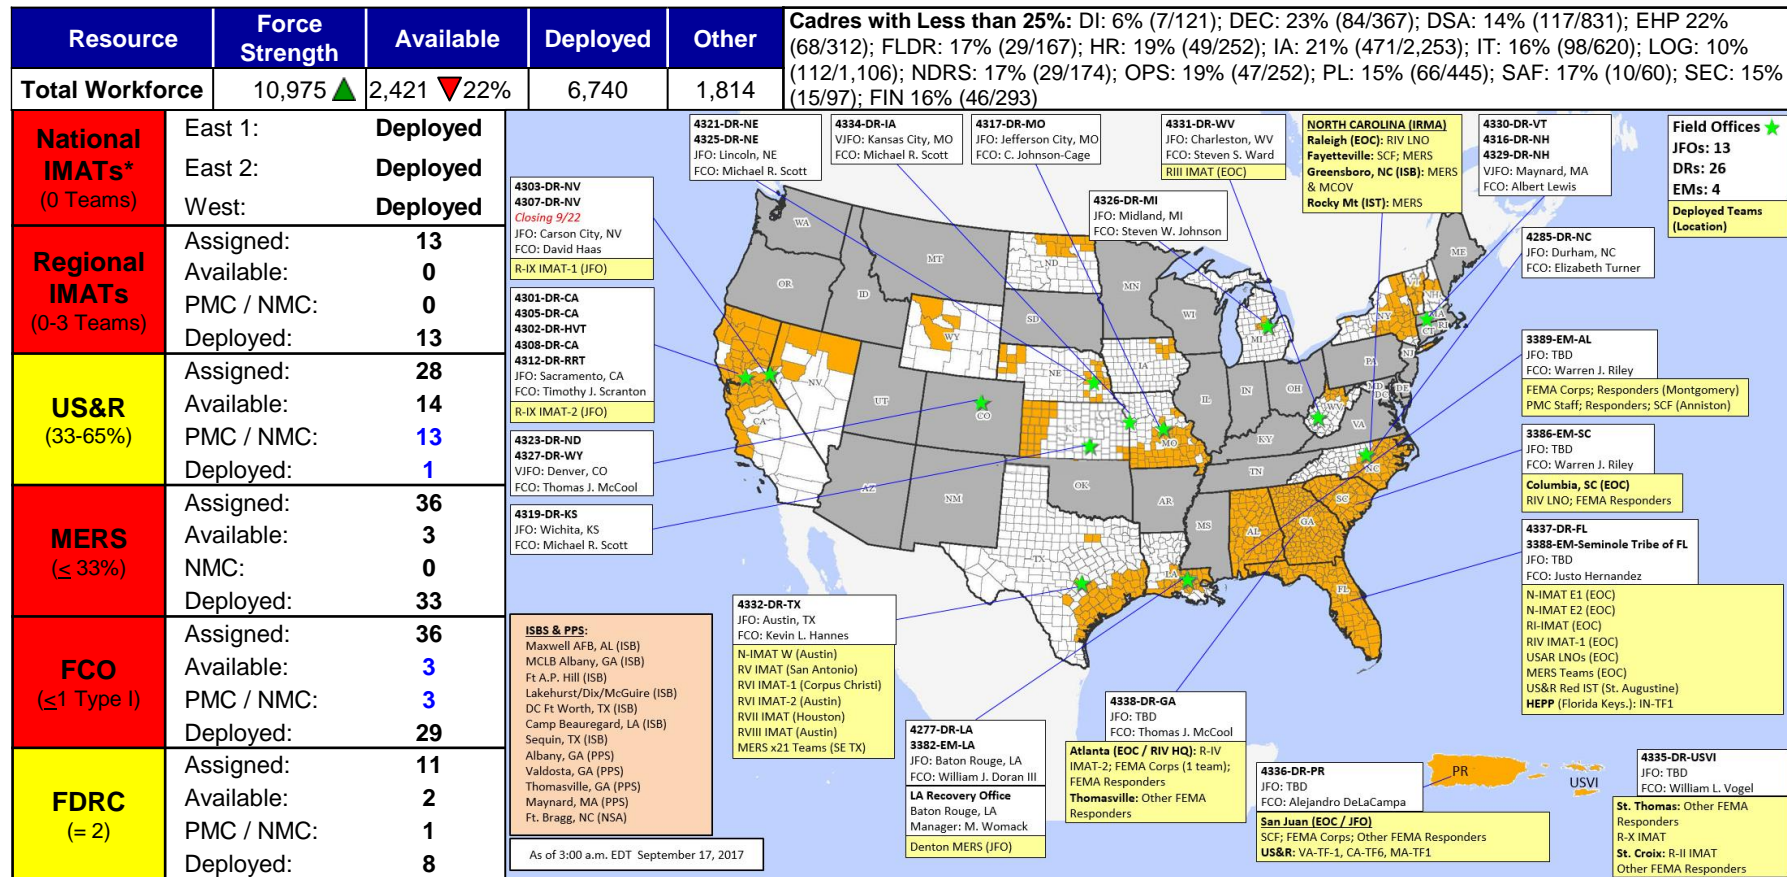 Resource
Force
Strength
Available
Deployed
Other
Total Workforce
10,975
2,421
22%
6,740
1,814
Cadres with Less than 25%: DI: 6% (7/121); DEC: 23% (84/367); DSA: 14% (117/831); EHP 22%
(68/312); FLDR: 17% (29/167); HR: 19% (49/252); IA: 21% (471/2,253); IT: 16% (98/620); LOG: 10%
(112/1,106); NDRS: 17% (29/174); OPS: 19% (47/252); PL: 15% (66/445); SAF: 17% (10/60); SEC: 15%
(15/97); FIN 16% (46/293)
National
IMATs*
(0 Teams)
East 1: Deployed
East 2: Deployed
West: Deployed
Regional
IMATs
(0-3 Teams)
Assigned: 13
Available: 0
PMC / NMC: 0
Deployed: 13
US&R
(33-65%)
Assigned: 28
Available: 14
PMC / NMC: 13
Deployed: 1
MERS
(≤ 33%)
Assigned: 36
Available: 3
NMC: 0
Deployed: 33
FCO
(≤1 Type I)
Assigned: 36
Available: 3
PMC / NMC: 3
Deployed: 29
FDRC
(= 2)
Assigned: 11
Available: 2
PMC / NMC: 1
Deployed: 8
4321-DR-NE
4325-DR-NE
JFO: Lincoln, NE
FCO: Michael R. Scott
4334-DR-IA
VJFO: Kansas City, MO
FCO: Michael R. Scott
4317-DR-MO
JFO: Jefferson City, MO
FCO: C. Johnson-Cage
4331-DR-WV
JFO: Charleston, WV
FCO: Steven S. Ward
RIII IMAT (EOC)
NORTH CAROLINA (IRMA)
Raleigh (EOC): RIV LNO
Fayetteville: SCF; MERS
Greensboro, NC (ISB): MERS
& MCOV
Rocky Mt (IST): MERS
4330-DR-VT
4316-DR-NH
4329-DR-NH
VJFO: Maynard, MA
FCO: Albert Lewis
Field Offices
JFOs: 13
DRs: 26
EMs: 4
Deployed Teams
(Location)
4303-DR-NV
4307-DR-NV
Closing 9/22
JFO: Carson City, NV
FCO: David Haas
R-IX IMAT-1 (JFO)
4326-DR-MI
JFO: Midland, MI
FCO: Steven W. Johnson
4285-DR-NC
JFO: Durham, NC
FCO: Elizabeth Turner
4301-DR-CA
4305-DR-CA
4302-DR-HVT
4308-DR-CA
4312-DR-RRT
JFO: Sacramento, CA
FCO: Timothy J. Scranton
R-IX IMAT-2 (JFO)
4323-DR-ND
4327-DR-WY
VJFO: Denver, CO
FCO: Thomas J. McCool
4319-DR-KS
JFO: Wichita, KS
FCO: Michael R. Scott
3389-EM-AL
JFO: TBD
FCO: Warren J. Riley
FEMA Corps; Responders (Montgomery)
PMC Staff; Responders; SCF (Anniston)
3386-EM-SC
JFO: TBD
FCO: Warren J. Riley
Columbia, SC (EOC)
RIV LNO; FEMA Responders
4337-DR-FL
3388-EM-Seminole Tribe of FL
JFO: TBD
FCO: Justo Hernandez
N-IMAT E1 (EOC)
N-IMAT E2 (EOC)
RI-IMAT (EOC)
RIV IMAT-1 (EOC)
USAR LNOs (EOC)
MERS Teams (EOC)
US&R Red IST (St. Augustine)
HEPP (Florida Keys.): IN-TF1
WA
OR
ID
MT
ND
SD
WY
NV
UT
CA
AZ
NM
CO
NE
KS
OK
TX
MN
IA
MO
AR
LA
WI
IL
MI
IN
OH
KY
TN
MS
AL
GA
FL
SC
NC
VA
WV
PA
NY
VT
NH
ME
MA
RI
CT
NJ
DE
MD
DC
ISBS & PPS:
Maxwell AFB, AL (ISB)
MCLB Albany, GA (ISB)
Ft A.P. Hill (ISB)
Lakehurst/Dix/McGuire (ISB)
DC Ft Worth, TX (ISB)
Camp Beauregard, LA (ISB)
Sequin, TX (ISB)
Albany, GA (PPS)
Valdosta, GA (PPS)
Thomasville, GA (PPS)
Maynard, MA (PPS)
Ft. Bragg, NC (NSA)
As of 3:00 a.m. EDT September 17, 2017
4332-DR-TX
JFO: Austin, TX
FCO: Kevin L. Hannes
N-IMAT W (Austin)
RV IMAT (San Antonio)
RVI IMAT-1 (Corpus Christi)
RVI IMAT-2 (Austin)
RVII IMAT (Houston)
RVIII IMAT (Austin)
MERS x21 Teams (SE TX)
4277-DR-LA
3382-EM-LA
JFO: Baton Rouge, LA
FCO: William J. Doran III
LA Recovery Office
Baton Rouge, LA
Manager: M. Womack
Denton MERS (JFO)
4338-DR-GA
JFO: TBD
FCO: Thomas J. McCool
Atlanta (EOC / RIV HQ): R-IV
IMAT-2; FEMA Corps (1 team);
FEMA Responders
Thomasville: Other FEMA
Responders
4336-DR-PR
JFO: TBD
FCO: Alejandro DeLaCampa
San Juan (EOC / JFO)
SCF; FEMA Corps; Other FEMA Responders
US&R: VA-TF-1, CA-TF6, MA-TF1
PR
USVI
4335-DR-USVI
JFO: TBD
FCO: William L. Vogel
St. Thomas: Other FEMA
Responders
R-X IMAT
St. Croix: R-II IMAT
Other FEMA Responders